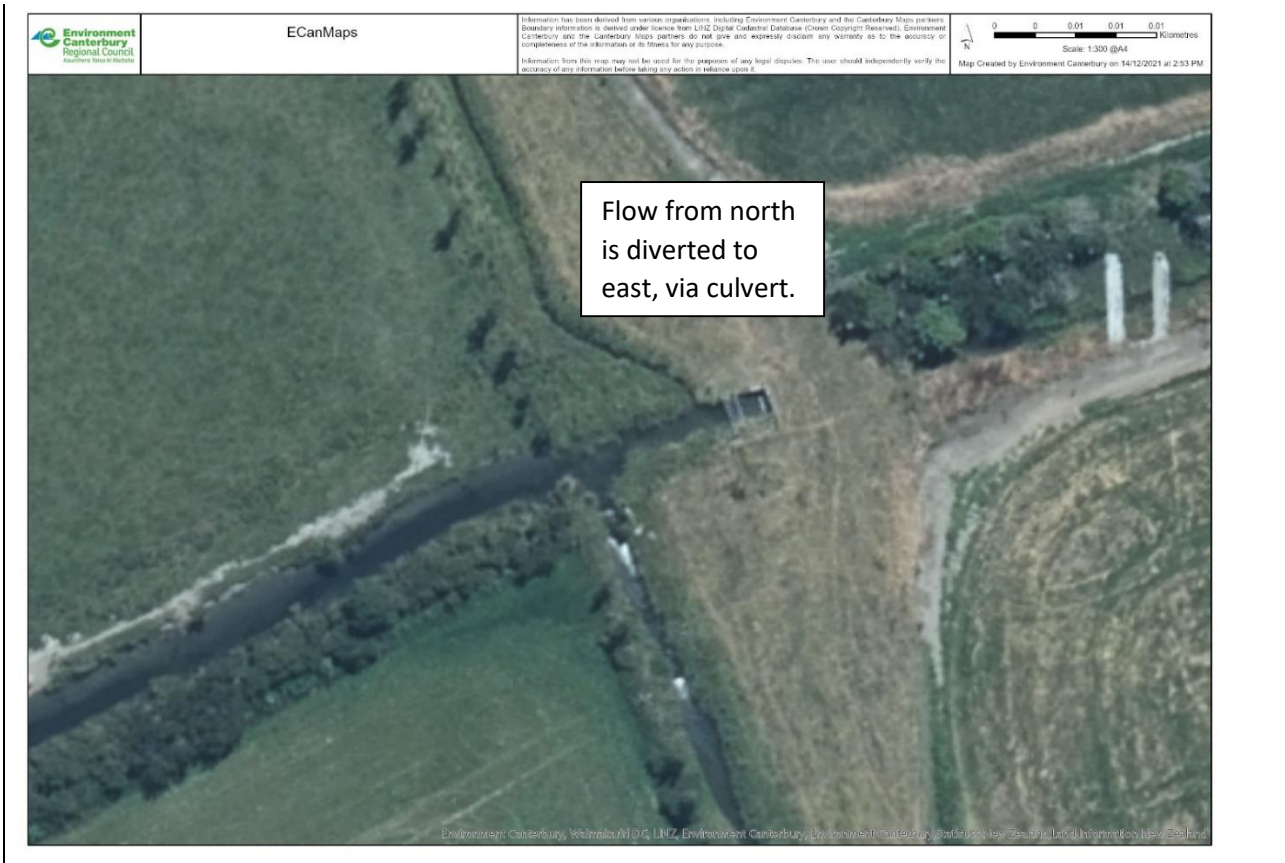 Environment
Canterbury
Regional Council
Kaunihera Taiao ki Waitaha
ECanMaps
Information has been derived from various organisations, including Environment Canterbury and the Canterbury Maps partners.
Boundary information is derived under licence from LINZ Digital Cadastral Database (Crown Copyright Reserved). Environment
Canterbury and the Canterbury Maps partners do not give and expressly disclaim any warranty as to the accuracy or
completeness of the information or its fitness for any purpose.
Information from this map may not be used for the purposes of any legal disputes. The user should independently verify the
accuracy of any information before taking any action in reliance upon it.
0 0 0.01 0.01 0.01
Kilometres
N
Scale: 1:300 @A4
Map Created by Environment Canterbury on 14/12/2021 at 2:53 PM
Flow from north
is diverted to
east, via culvert.
Environment Canterbury, Waimakariri DC, LINZ, Environment Canterbury, Environment Canterbury, Statistics New Zealand, Land Information New Zealand